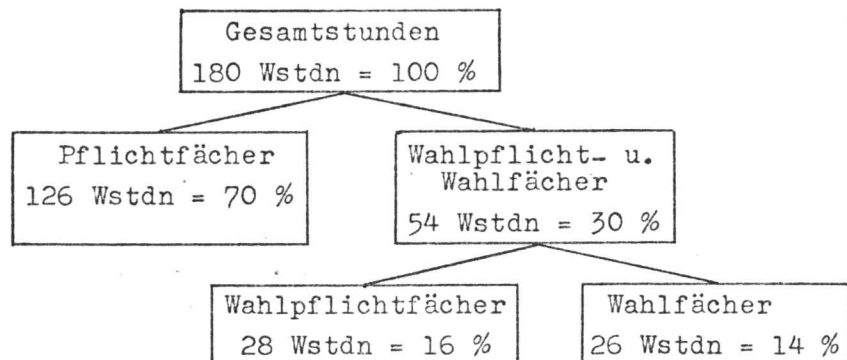 Gesamtstunden
180 Wstdn = 100 %
Pflichtfächer
126 Wstdn = 70 %
Wahlpflicht- u.
Wahlfächer
54 Wstdn = 30 %
Wahlpflichtfächer
28 Wstdn = 16 %
Wahlfächer
26 Wstdn = 14 %